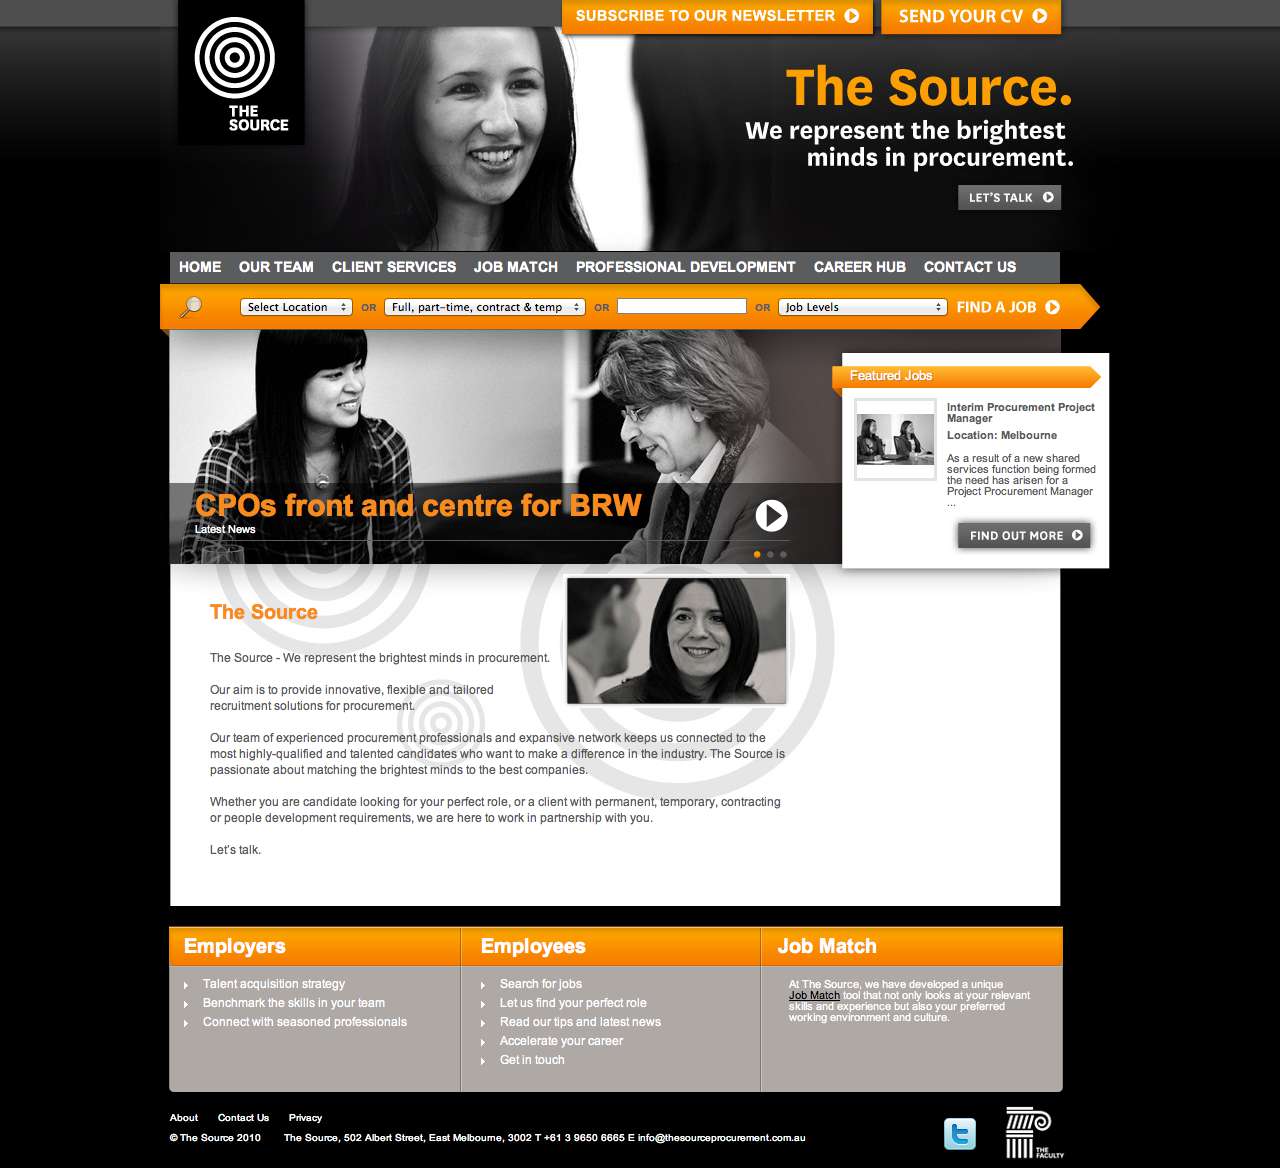 SUBSCRIBE TO OUR NEWSLETTER
SEND YOUR CV
THE
SOURCE
The Source.
We represent the brightest
minds in procurement.
LET'S TALK
HOME OUR TEAM CLIENT SERVICES JOB MATCH PROFESSIONAL DEVELOPMENT CAREER HUB CONTACT US
Select Location OR Full, part-time, contract & temp OR OR Job Levels FIND A JOB
Featured Jobs
Interim Procurement Project
Manager
Location: Melbourne
As a result of a new shared
services function being formed
the need has arisen for a
Project Procurement Manager
...
FIND OUT MORE
CPOs front and centre for BRW
Latest News
The Source
The Source - We represent the brightest minds in procurement.
Our aim is to provide innovative, flexible and tailored
recruitment solutions for procurement.
Our team of experienced procurement professionals and expansive network keeps us connected to the
most highly-qualified and talented candidates who want to make a difference in the industry. The Source is
passionate about matching the brightest minds to the best companies.
Whether you are candidate looking for your perfect role, or a client with permanent, temporary, contracting
or people development requirements, we are here to work in partnership with you.
Let's talk.
Employers
Talent acquisition strategy
Benchmark the skills in your team
Connect with seasoned professionals
Employees
Search for jobs
Let us find your perfect role
Read our tips and latest news
Accelerate your career
Get in touch
Job Match
At The Source, we have developed a unique
Job Match tool that not only looks at your relevant
skills and experience but also your preferred
working environment and culture.
About Contact Us Privacy
© The Source 2010 The Source, 502 Albert Street, East Melbourne, 3002 T +61 3 9650 6665 E info@thesourceprocurement.com.au
t
THE
FACULTY